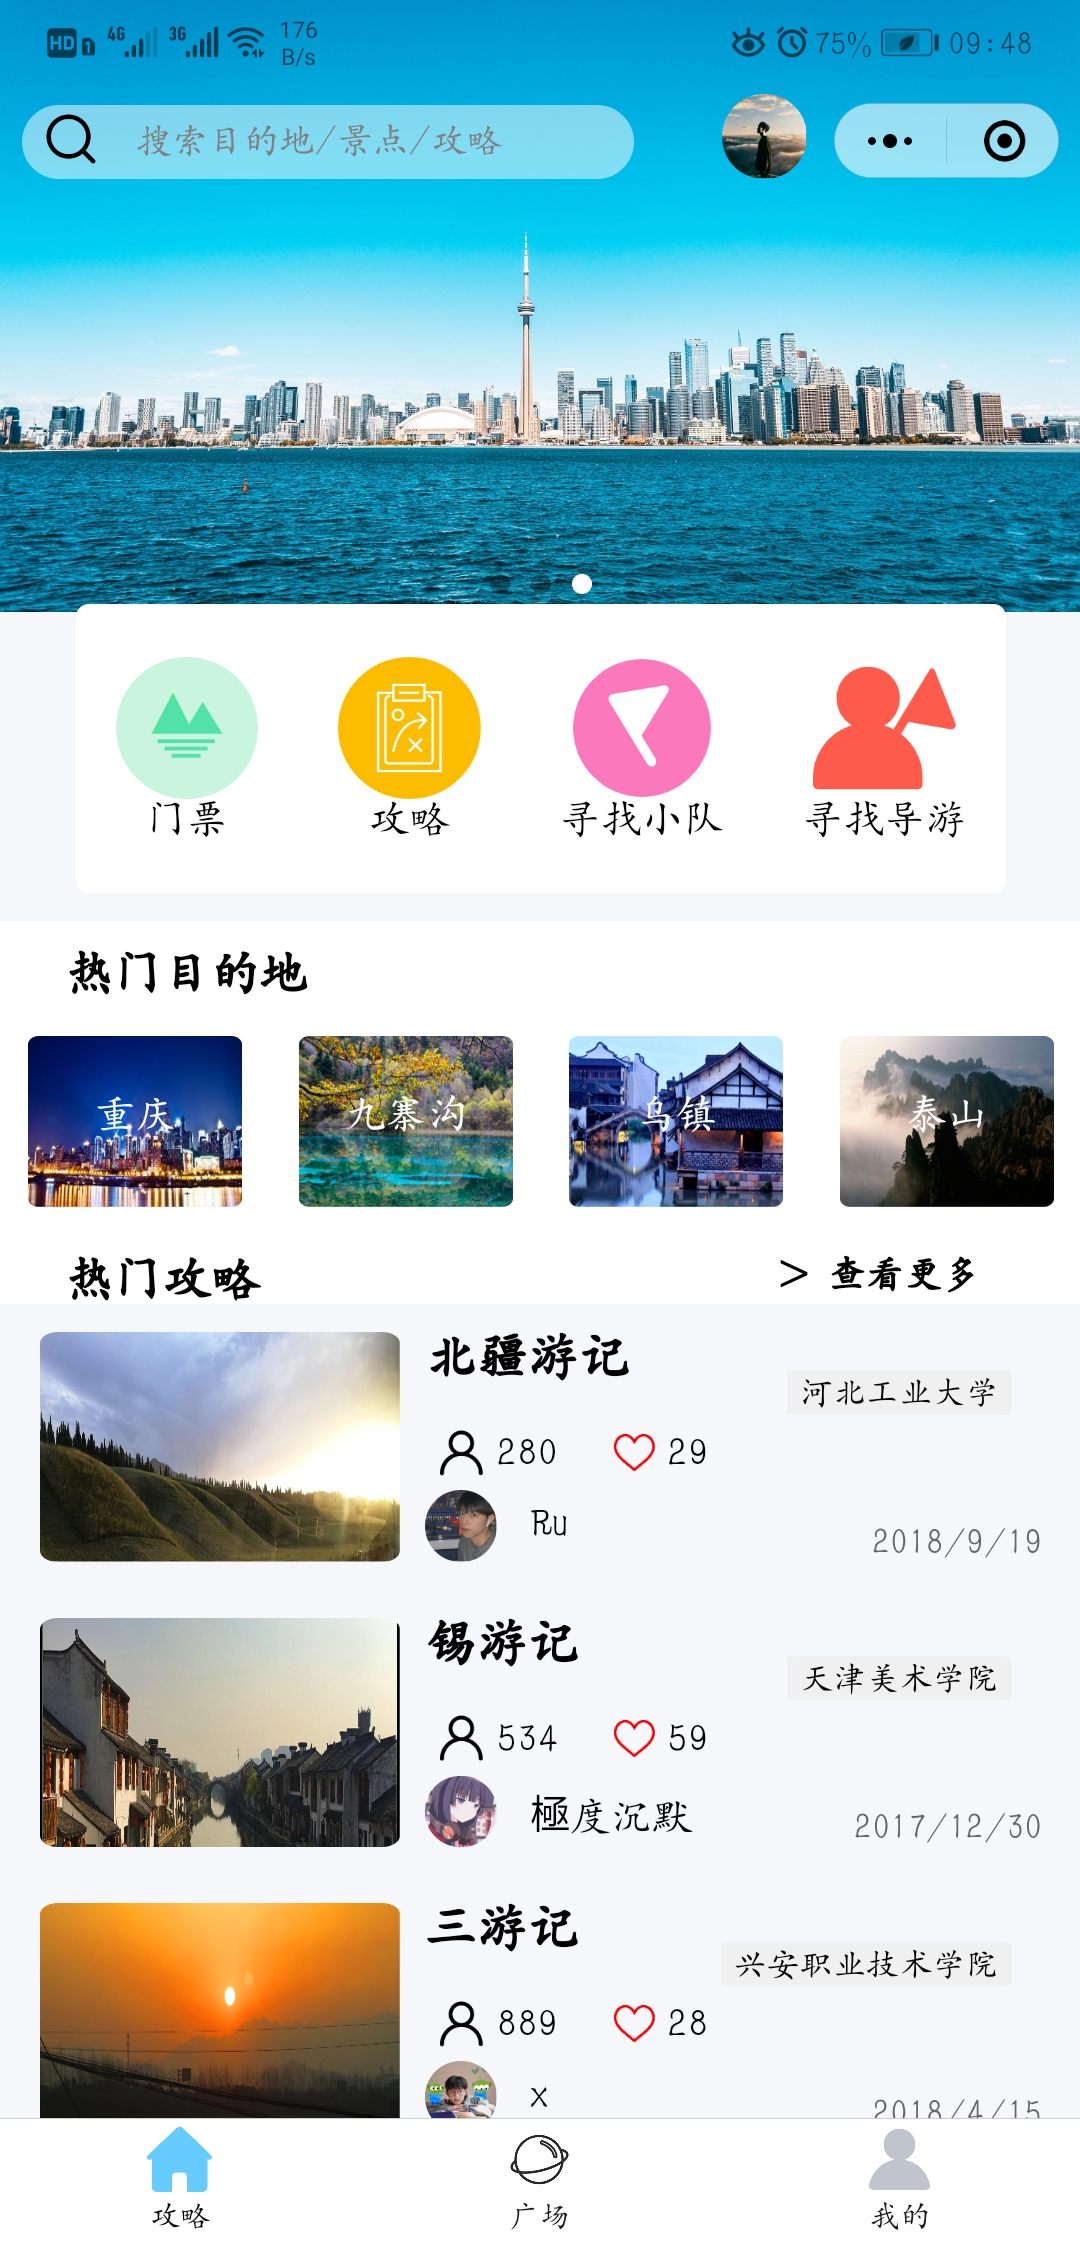 HD 1 4G 3G 176 B/s 75% 09:48
搜索目的地/景点/攻略
门票 攻略 寻找小队 寻找导游
热门目的地
重庆 九寨沟 乌镇 泰山
热门攻略 > 查看更多
北疆游记
河北工业大学
280 29
Ru
2018/9/19
锡游记
天津美术学院
534 59
極度沉默
2017/12/30
三游记
兴安职业技术学院
889 28
x
2018/4/15
攻略 广场 我的